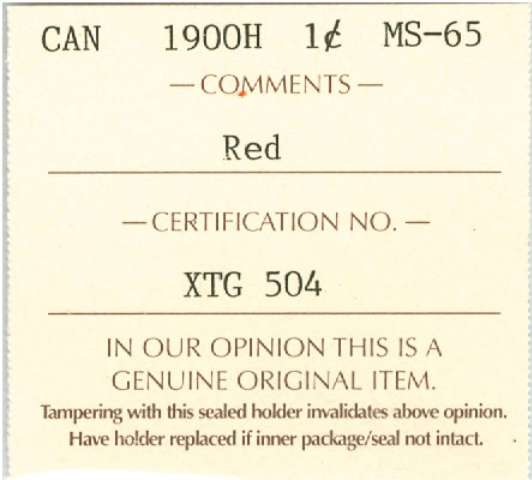 CAN 1900H 1¢ MS-65
— COMMENTS —
Red
— CERTIFICATION NO. —
XTG 504
IN OUR OPINION THIS IS A
GENUINE ORIGINAL ITEM.
Tampering with this sealed holder invalidates above opinion.
Have holder replaced if inner package/seal not intact.